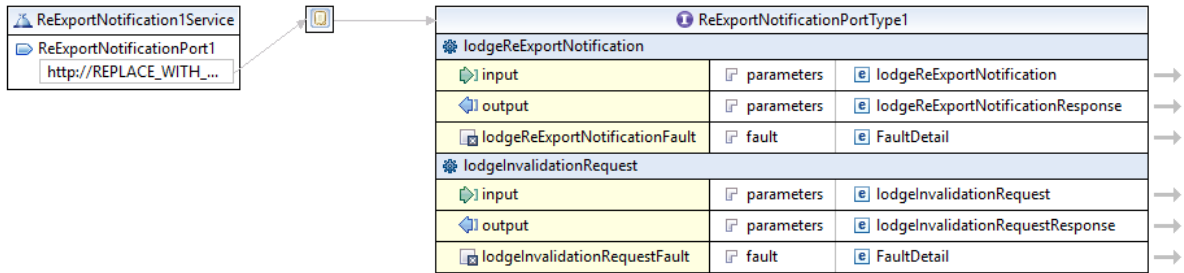 ReExportNotification1Service
ReExportNotificationPort1
http://REPLACE_WITH_...
ReExportNotificationPortType1
lodgeReExportNotification
input parameters lodgeReExportNotification
output parameters lodgeReExportNotificationResponse
lodgeReExportNotificationFault fault FaultDetail
lodgeInvalidationRequest
input parameters lodgeInvalidationRequest
output parameters lodgeInvalidationRequestResponse
lodgeInvalidationRequestFault fault FaultDetail